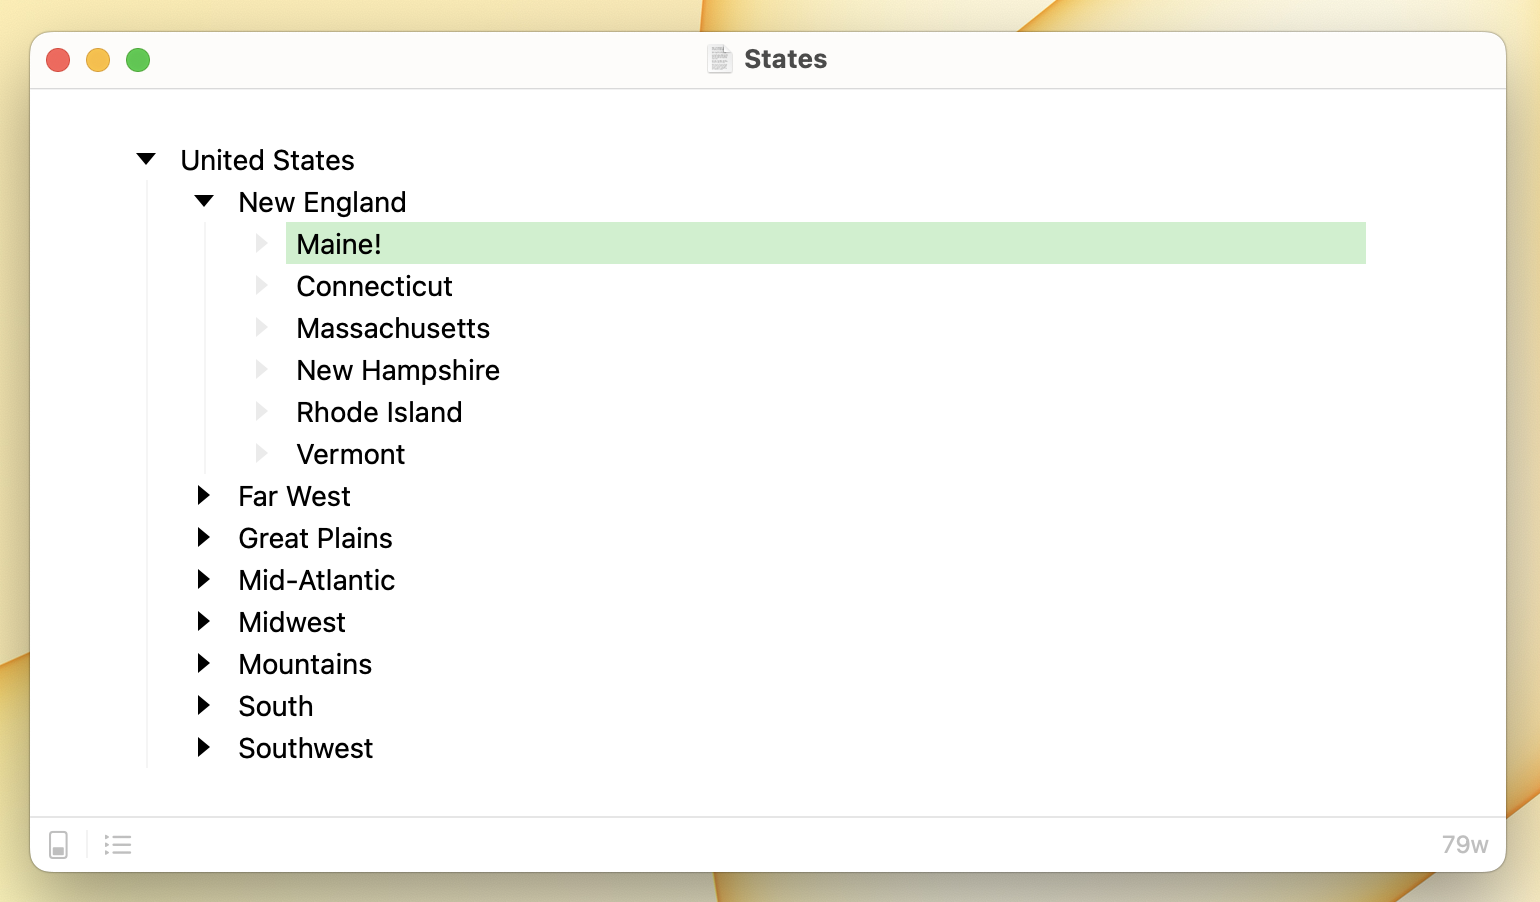 States
United States
New England
Maine!
Connecticut
Massachusetts
New Hampshire
Rhode Island
Vermont
Far West
Great Plains
Mid-Atlantic
Midwest
Mountains
South
Southwest
79w